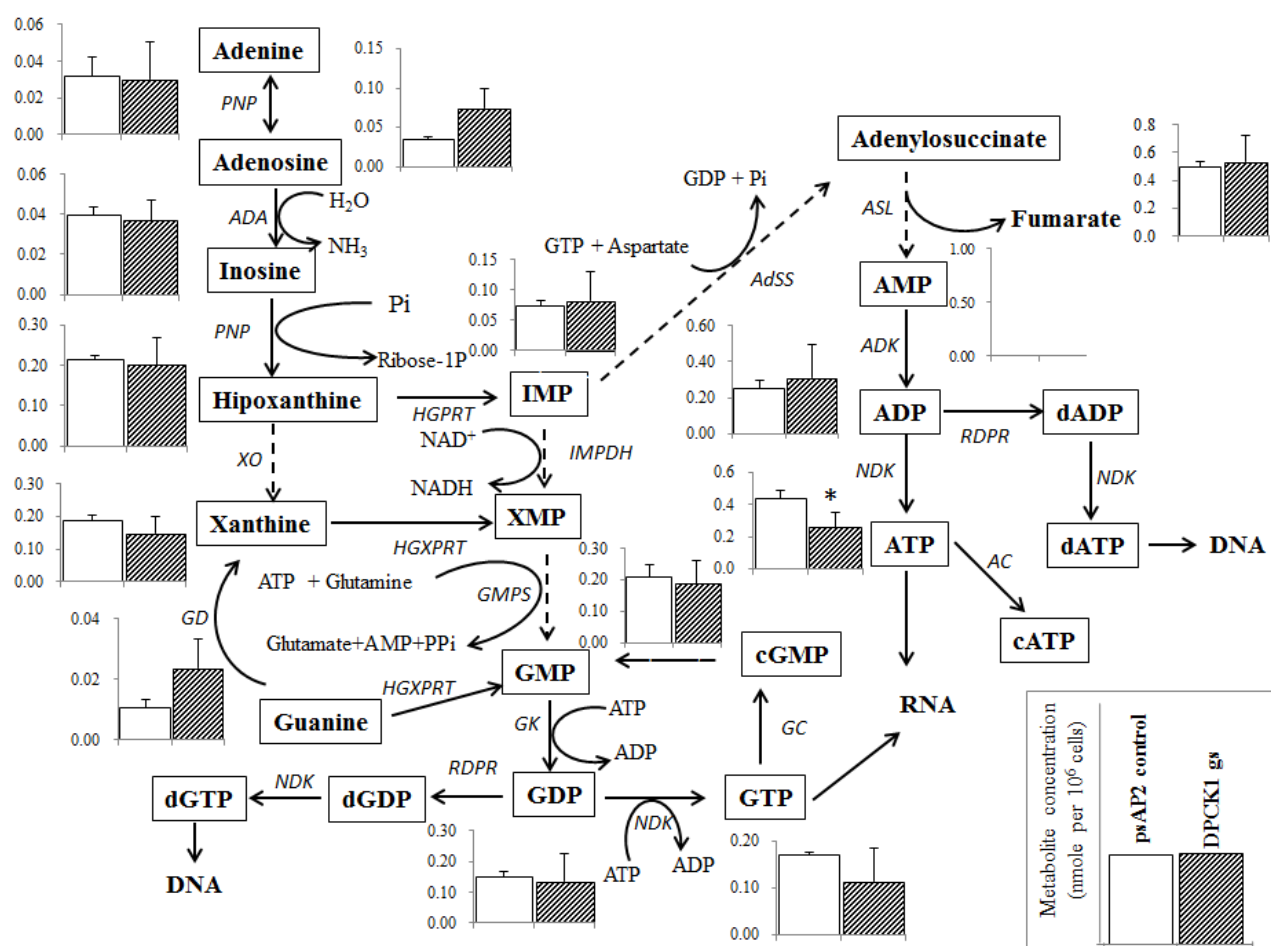 0.06
0.04
0.02
0.00
Adenine
PNP
0.15
0.10
0.05
0.00
Adenosine
0.06
0.04
0.02
0.00
ADA
H2O
NH3
Inosine
PNP
Pi
Ribose-1P
0.30
0.20
0.10
0.00
Hipoxanthine
HGPRT
XO
0.15
0.10
0.05
0.00
GTP + Aspartate
GDP + Pi
AdSS
IMP
NAD+
NADH
IMPDH
Adenylosuccinate
ASL
Fumarate
0.8
0.6
0.4
0.2
0.0
AMP
1.00
0.50
0.00
ADK
0.60
0.40
0.20
0.00
ADP
RDPR
dADP
NDK
NDK
0.6
0.4
0.2
0.0
*
ATP
AC
dATP
DNA
cATP
0.30
0.20
0.10
0.00
Xanthine
HGXPRT
XMP
ATP + Glutamine
GMPS
Glutamate+AMP+PPi
0.30
0.20
0.10
0.00
GD
0.04
0.02
0.00
Guanine
HGXPRT
GMP
cGMP
RNA
GK
ATP
ADP
GC
dGTP
NDK
dGDP
RDPR
GDP
NDK
ATP
ADP
GTP
DNA
0.30
0.20
0.10
0.00
0.20
0.10
0.00
Metabolite concentration
(nmole per 10^6 cells)
psAP2 control
DPCK1 gs